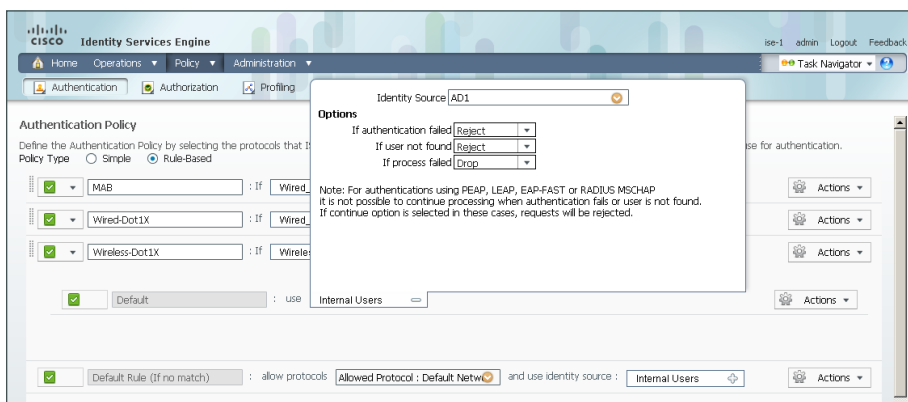 CISCO Identity Services Engine
ise-1 admin Logout Feedback
Home Operations Policy Administration
Task Navigator
Authentication Authorization Profiling
Identity Source AD1
Options
Authentication Policy
If authentication failed Reject
Define the Authentication Policy by selecting the protocols that
use for authentication.
If user not found Reject
Policy Type Simple Rule-Based
If process failed Drop
MAB : If Wired_
Actions
Note: For authentications using PEAP, LEAP, EAP-FAST or RADIUS MSCHAP
it is not possible to continue processing when authentication fails or user is not found.
If continue option is selected in these cases, requests will be rejected.
Wired-Dot1X : If Wired_
Actions
Wireless-Dot1X : If
Actions
Default : use Internal Users
Actions
Default Rule (If no match) : allow protocols Allowed Protocol : Default and use identity source : Internal Users
Actions